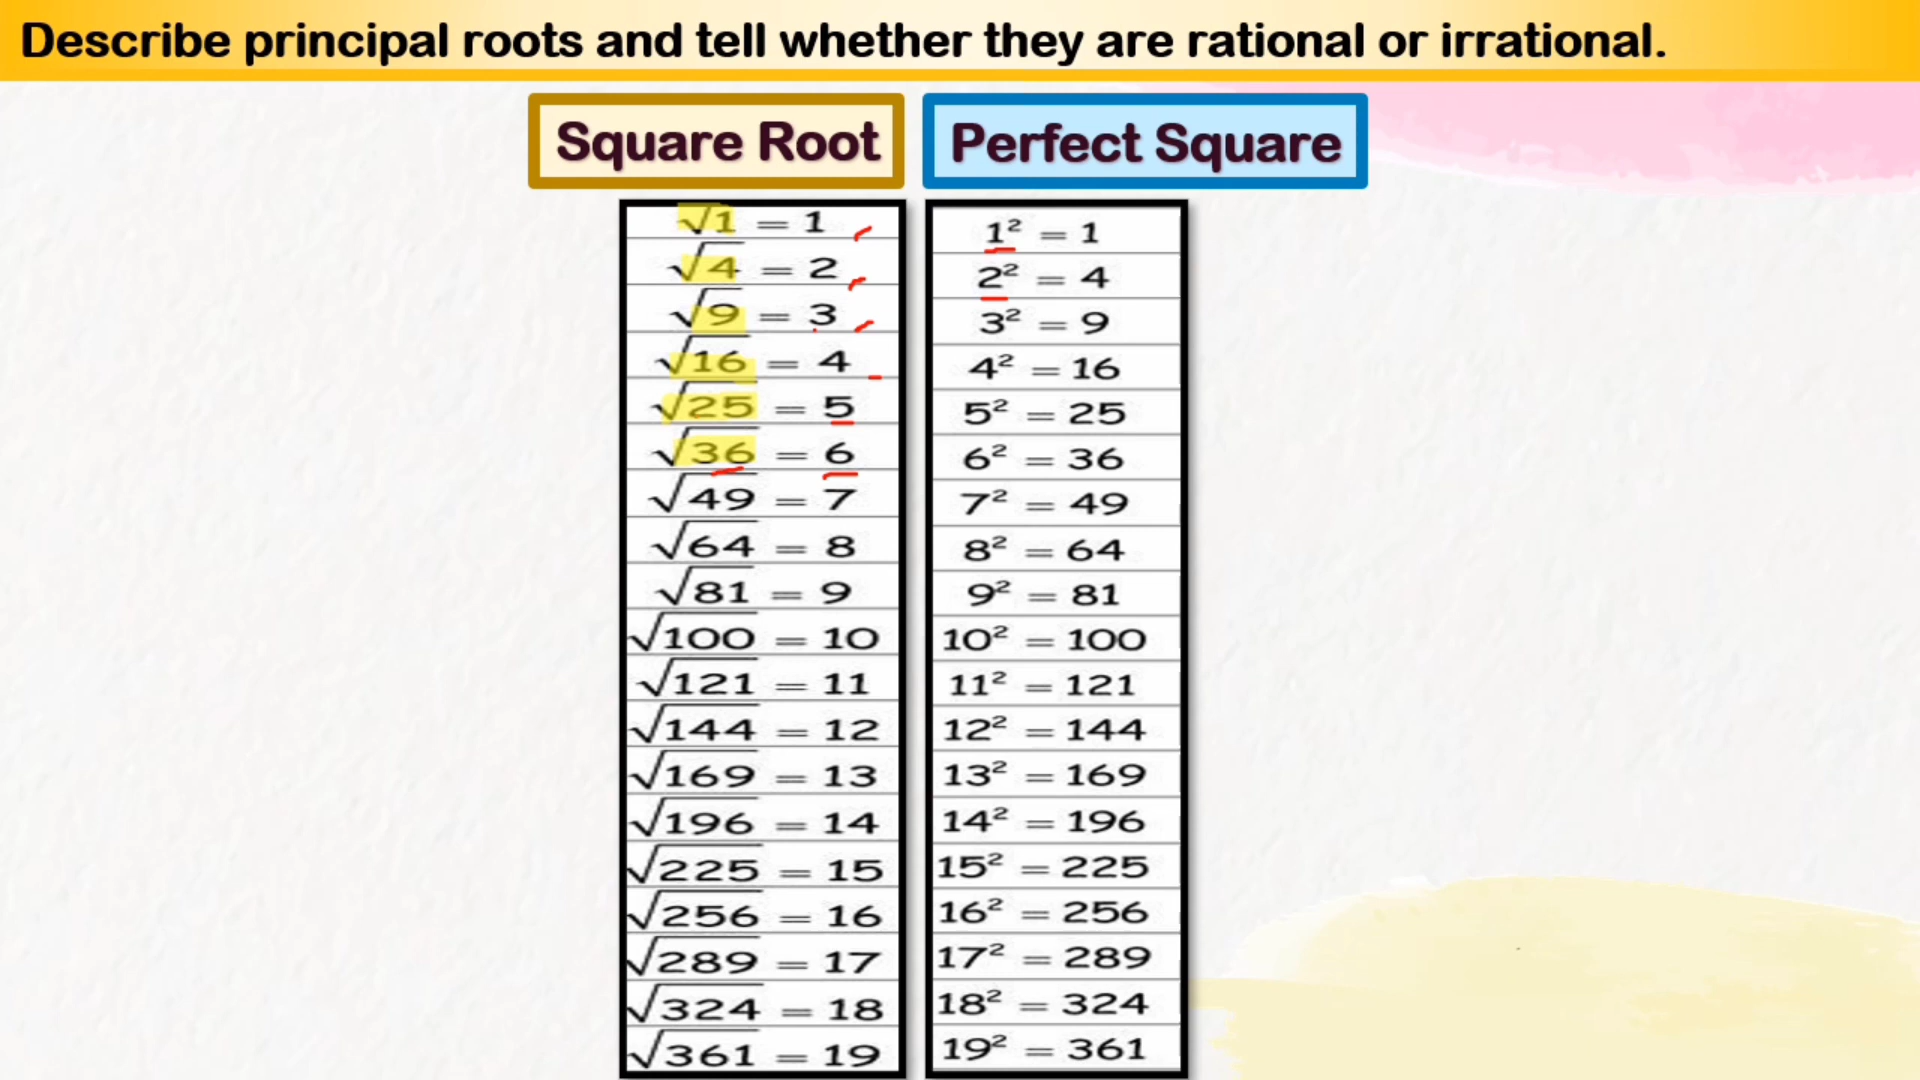 Describe principal roots and tell whether they are rational or irrational.
Square Root
Perfect Square
√1 = 1
√4 = 2
√9 = 3
√16 = 4
√25 = 5
√36 = 6
√49 = 7
√64 = 8
√81 = 9
√100 = 10
√121 = 11
√144 = 12
√169 = 13
√196 = 14
√225 = 15
√256 = 16
√289 = 17
√324 = 18
√361 = 19
1² = 1
2² = 4
3² = 9
4² = 16
5² = 25
6² = 36
7² = 49
8² = 64
9² = 81
10² = 100
11² = 121
12² = 144
13² = 169
14² = 196
15² = 225
16² = 256
17² = 289
18² = 324
19² = 361